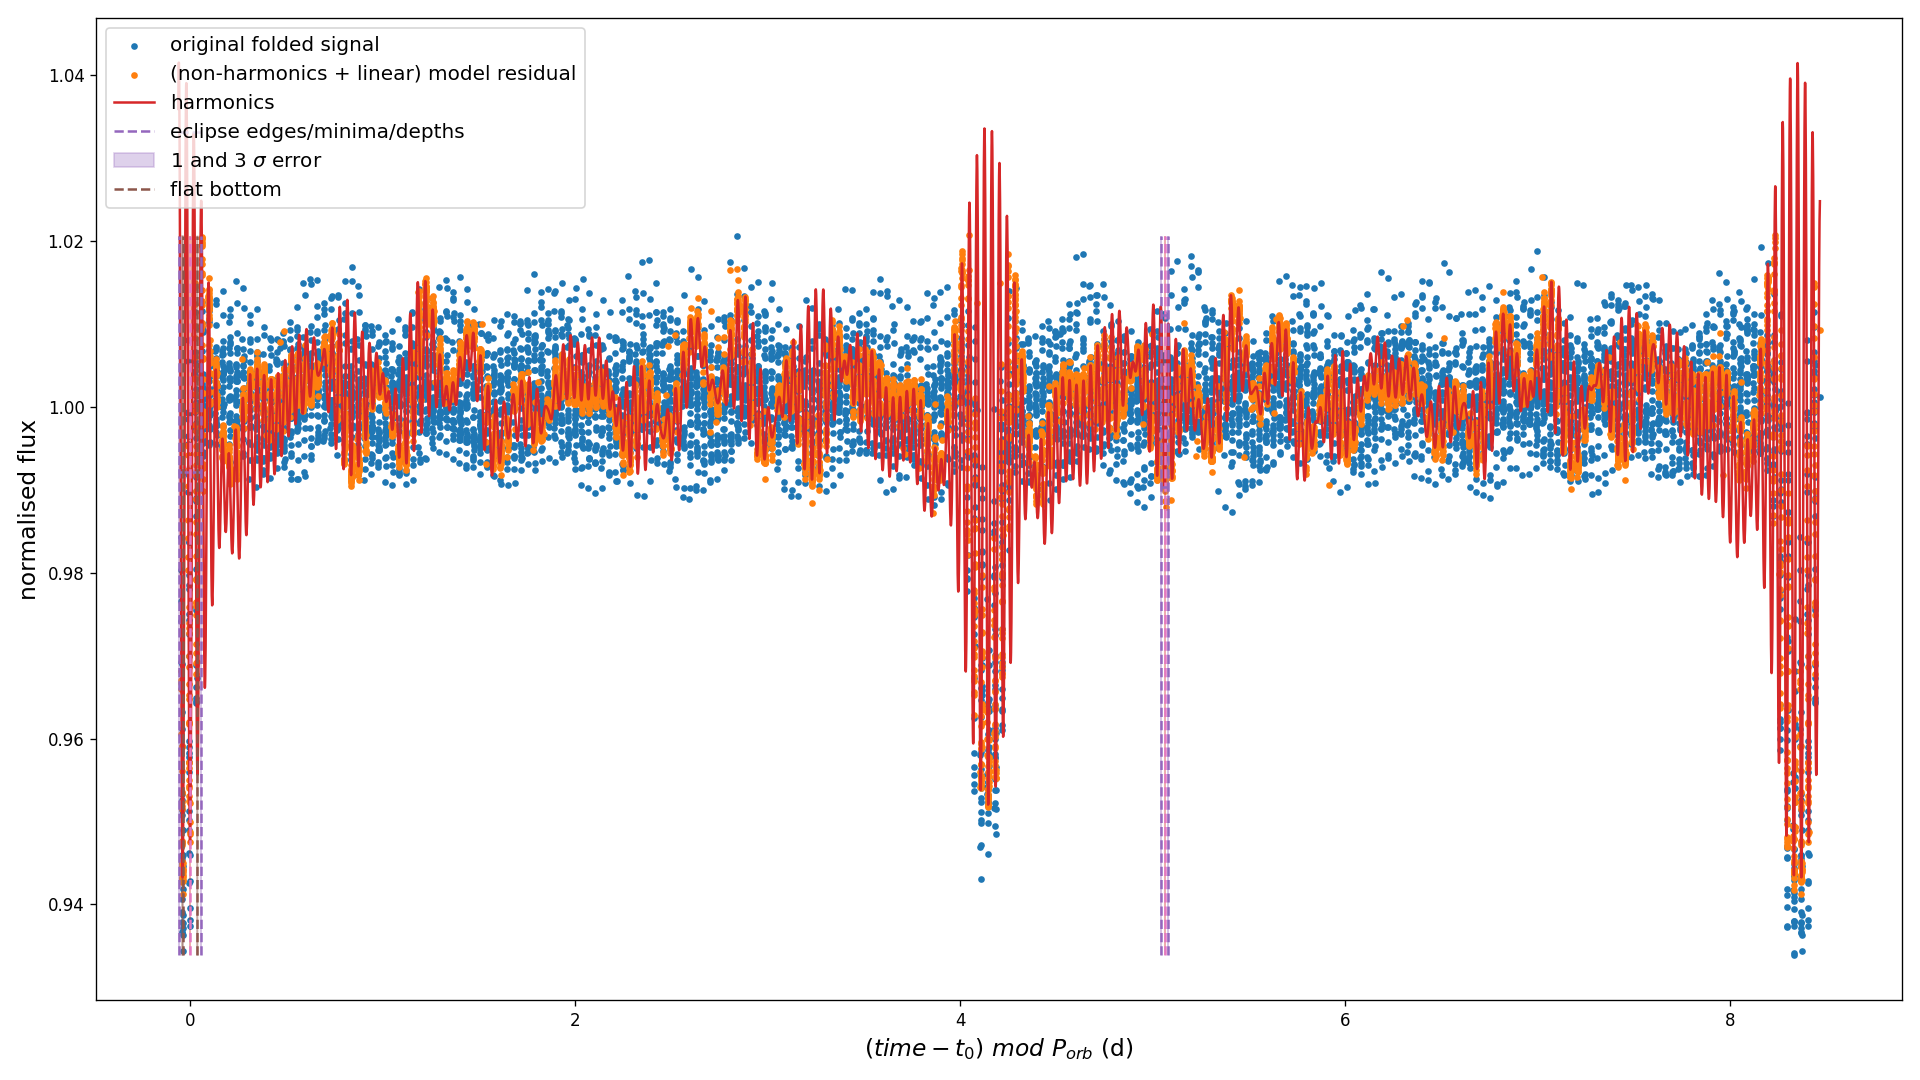 original folded signal
(non-harmonics + linear) model residual
harmonics
eclipse edges/minima/depths
1 and 3 σ error
flat bottom
1.04
1.02
1.00
0.98
0.96
0.94
normalised flux
0 2 4 6 8
(time − t₀) mod P_orb (d)